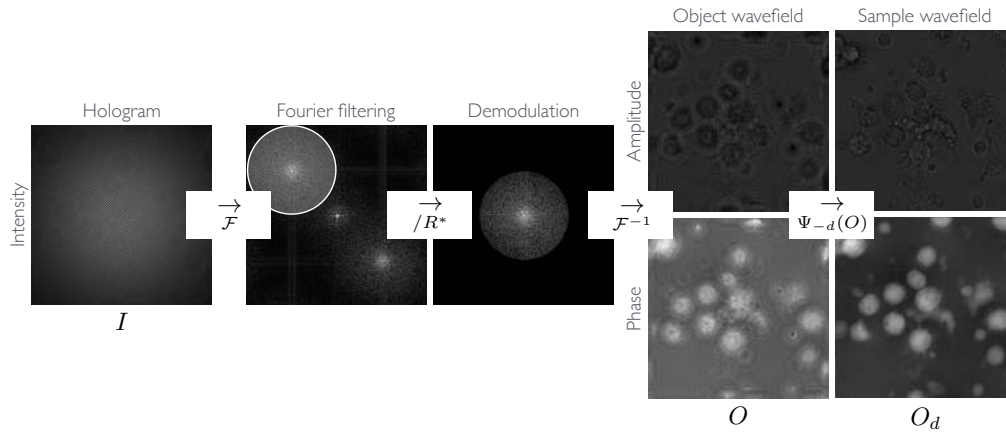 Object wavefield
Sample wavefield
Hologram
Fourier filtering
Demodulation
Intensity
Amplitude
Phase
→
ℱ
→
/R*
→
ℱ⁻¹
→
Ψ₋d(O)
I
O
O_d